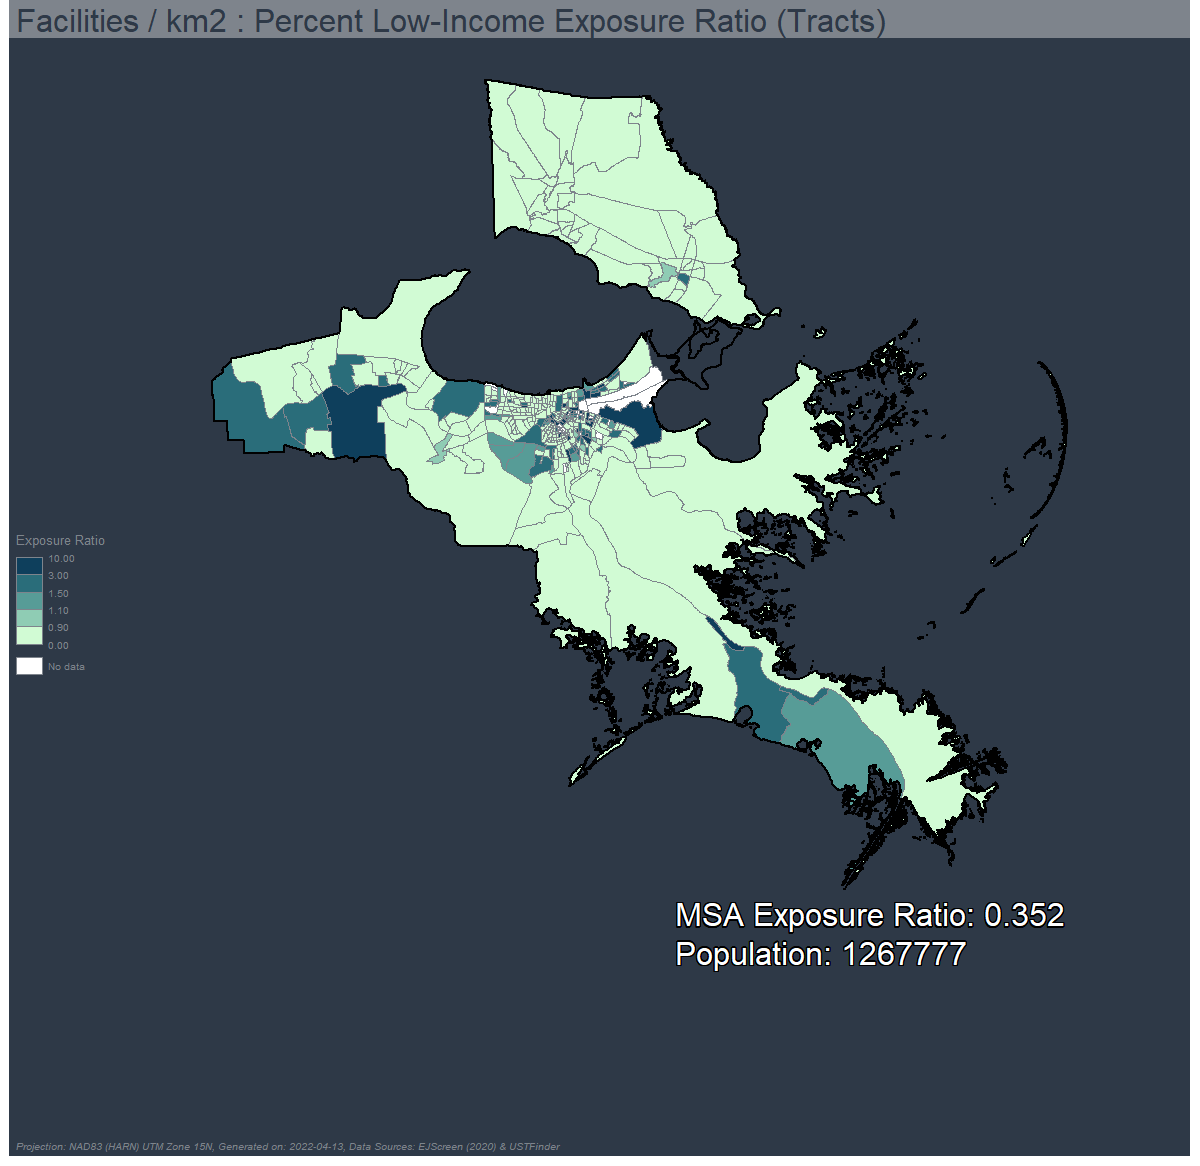 Facilities / km2 : Percent Low-Income Exposure Ratio (Tracts)
Exposure Ratio
10.00
3.00
1.50
1.10
0.90
0.00
No data
MSA Exposure Ratio: 0.352
Population: 1267777
Projection: NAD83 (HARN) UTM Zone 15N, Generated on: 2022-04-13, Data Sources: EJScreen (2020) & USTFinder